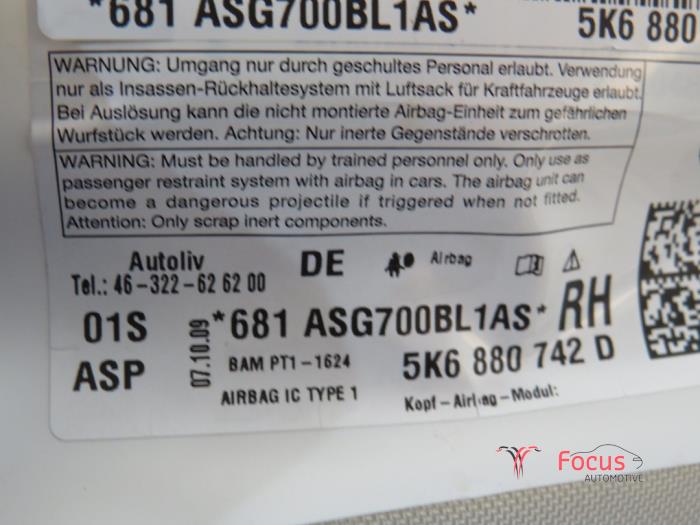 *681 ASG700BL1AS*
5K6 880
WARNUNG: Umgang nur durch geschultes Personal erlaubt. Verwendung
nur als Insassen-Rückhaltesystem mit Luftsack für Kraftfahrzeuge erlaubt.
Bei Auslösung kann die nicht montierte Airbag-Einheit zum gefährlichen
Wurfstück werden. Achtung: Nur inerte Gegenstände verschrotten.
WARNING: Must be handled by trained personnel only. Only use as
passenger restraint system with airbag in cars. The airbag unit can
become a dangerous projectile if triggered when not fitted.
Attention: Only scrap inert components.
Autoliv
Tel.: 46-322-62 62 00
DE
Airbag
01S
ASP
07.10.09
*681 ASG700BL1AS*
RH
BAM PT1-1624
5K6 880 742 D
AIRBAG IC TYPE 1
Kopf-Airbag-Modul:
Focus
AUTOMOTIVE